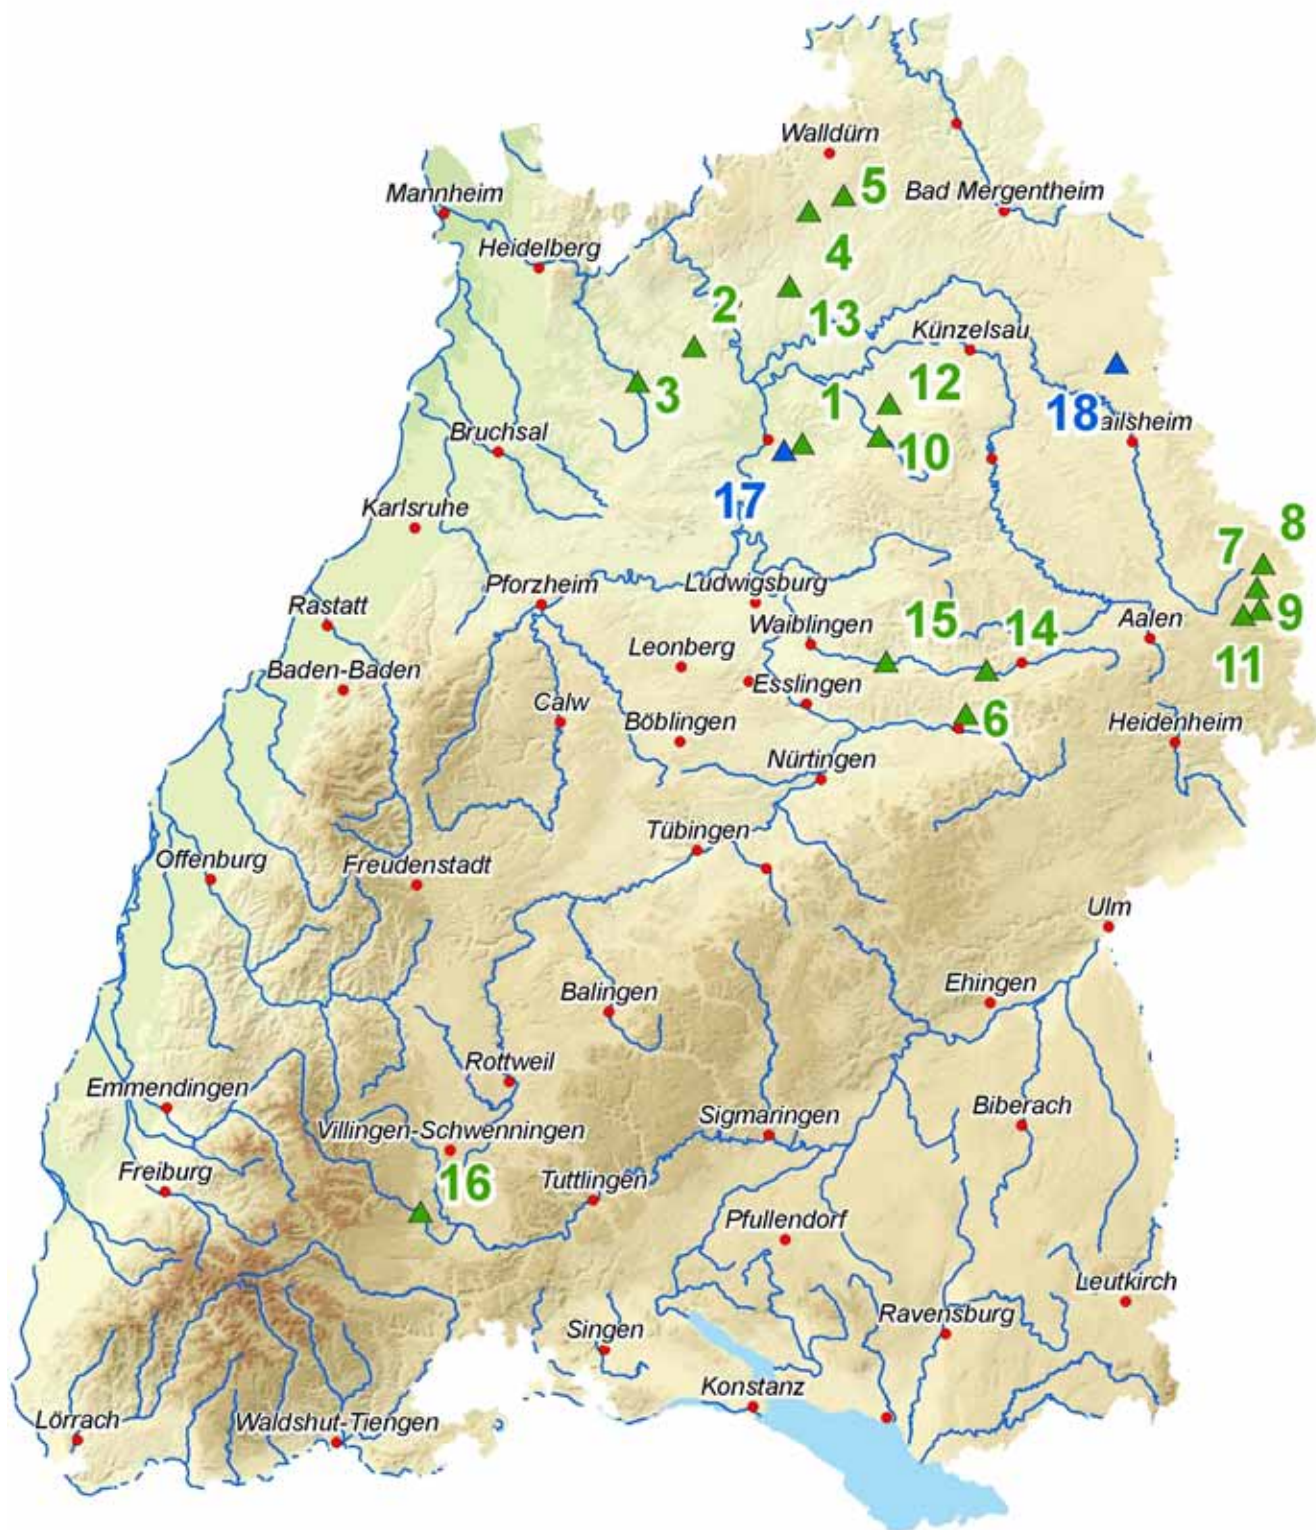 Walldürn
5
Bad Mergentheim
Mannheim
Heidelberg
4
2
13
Künzelsau
3
1
12
18
ailsheim
Bruchsal
10
17
Karlsruhe
8
7
Pforzheim
Ludwigsburg
9
Rastatt
Waiblingen
15
14
Aalen
Leonberg
11
Baden-Baden
Esslingen
Calw
Böblingen
6
Heidenheim
Nürtingen
Tübingen
Offenburg
Freudenstadt
Ulm
Balingen
Ehingen
Rottweil
Emmendingen
Biberach
Sigmaringen
Villingen-Schwenningen
Freiburg
16
Tuttlingen
Pfullendorf
Leutkirch
Ravensburg
Singen
Konstanz
Lörrach
Waldshut-Tiengen